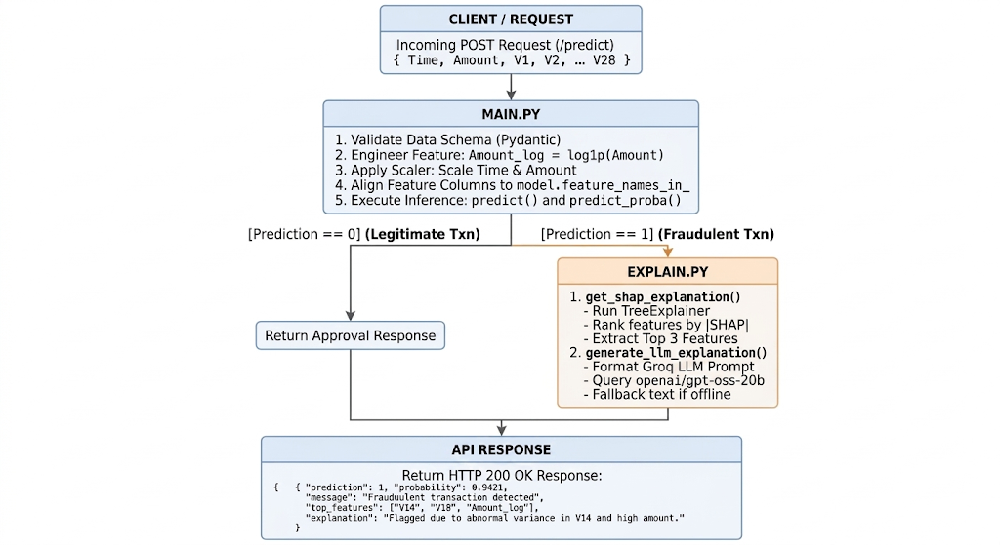 CLIENT / REQUEST
Incoming POST Request (/predict)
{ Time, Amount, V1, V2, … V28 }
MAIN.PY
1. Validate Data Schema (Pydantic)
2. Engineer Feature: Amount_log = log1p(Amount)
3. Apply Scaler: Scale Time & Amount
4. Align Feature Columns to model.feature_names_in_
5. Execute Inference: predict() and predict_proba()
[Prediction == 0] (Legitimate Txn)
[Prediction == 1] (Fraudulent Txn)
EXPLAIN.PY
1. get_shap_explanation()
- Run TreeExplainer
- Rank features by |SHAP|
- Extract Top 3 Features
2. generate_llm_explanation()
- Format Groq LLM Prompt
- Query openai/gpt-oss-20b
- Fallback text if offline
Return Approval Response
API RESPONSE
Return HTTP 200 OK Response:
{ { "prediction": 1, "probability": 0.9421,
"message": "Frauduulent transaction detected",
"top_features": ["V14", "V18", "Amount_log"],
"explanation": "Flagged due to abnormal variance in V14 and high amount."
}